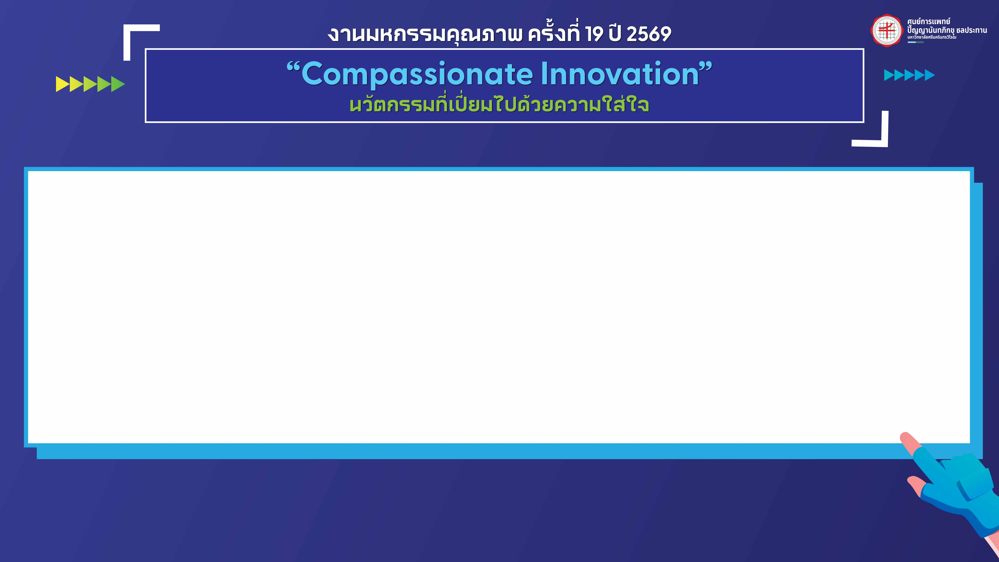 งานมหกรรมคุณภาพ ครั้งที่ 19 ปี 2569
ศูนย์การแพทย์
ปัญญานันทภิกขุ ชลประทาน
มหาวิทยาลัยศรีนครินทรวิโรฒ
“Compassionate Innovation”
นวัตกรรมที่เปี่ยมไปด้วยความใส่ใจ